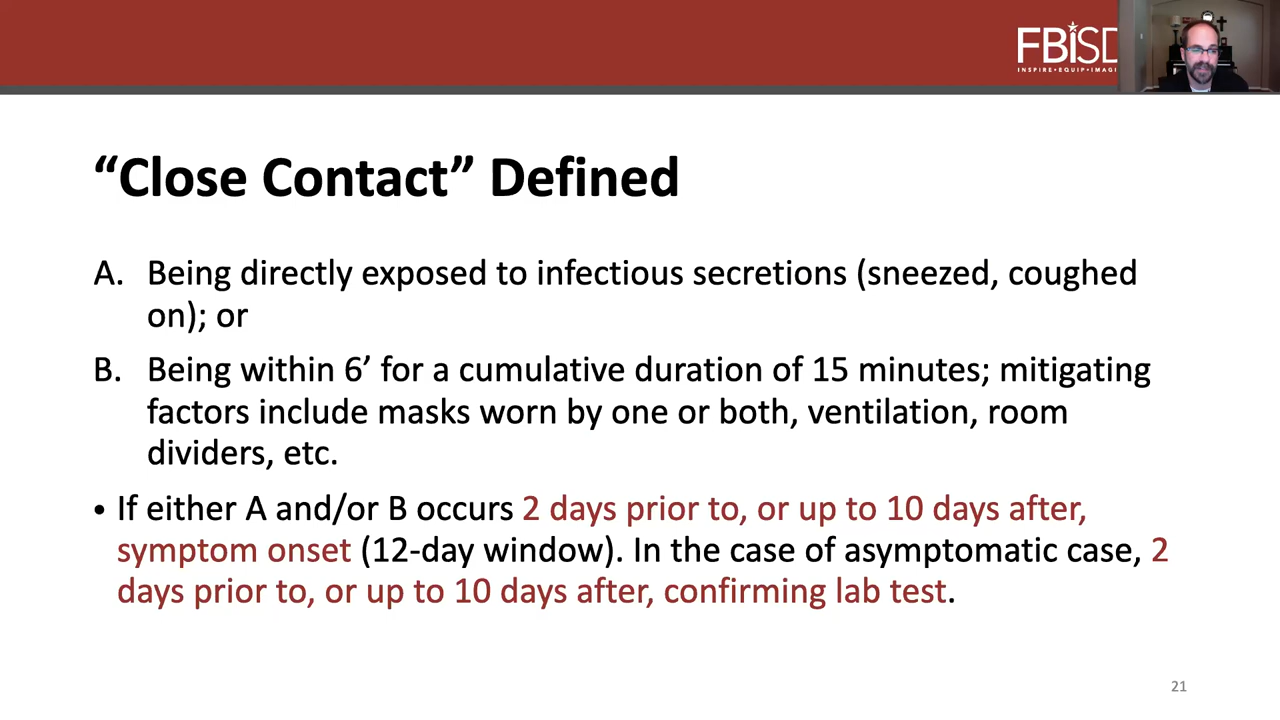 FBiSD
INSPIRE•EQUIP•IMAGI
“Close Contact” Defined
A. Being directly exposed to infectious secretions (sneezed, coughed
on); or
B. Being within 6’ for a cumulative duration of 15 minutes; mitigating
factors include masks worn by one or both, ventilation, room
dividers, etc.
• If either A and/or B occurs 2 days prior to, or up to 10 days after,
symptom onset (12-day window). In the case of asymptomatic case, 2
days prior to, or up to 10 days after, confirming lab test.
21